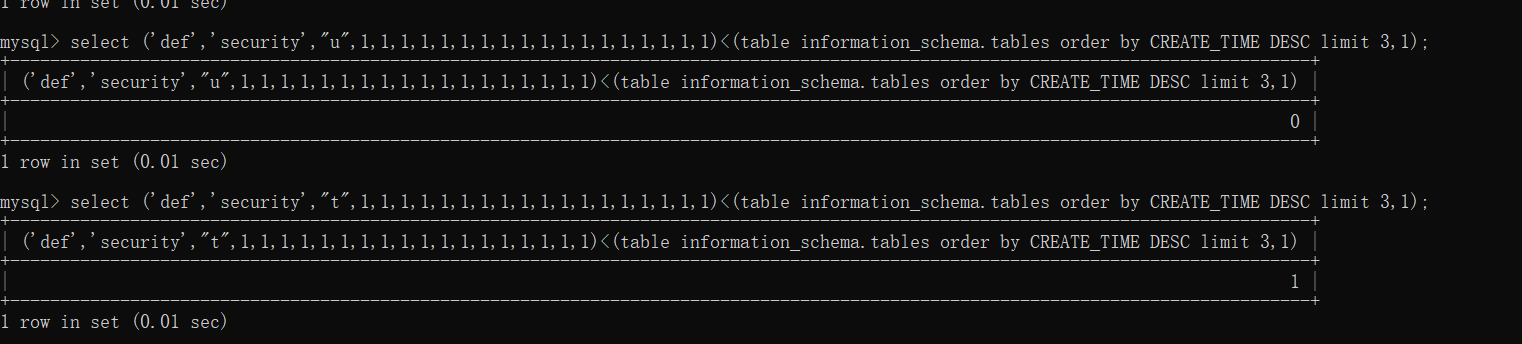 1 row in set (0.01 sec)
mysql> select ('def','security',"u",1,1,1,1,1,1,1,1,1,1,1,1,1,1,1,1,1,1)<(table information_schema.tables order by CREATE_TIME DESC limit 3,1);
+-----------------------------------------------------------------------------------------------------------------------------------+
| ('def','security',"u",1,1,1,1,1,1,1,1,1,1,1,1,1,1,1,1,1,1)<(table information_schema.tables order by CREATE_TIME DESC limit 3,1) |
+-----------------------------------------------------------------------------------------------------------------------------------+
| 0 |
+-----------------------------------------------------------------------------------------------------------------------------------+
1 row in set (0.01 sec)
mysql> select ('def','security',"t",1,1,1,1,1,1,1,1,1,1,1,1,1,1,1,1,1,1)<(table information_schema.tables order by CREATE_TIME DESC limit 3,1);
+-----------------------------------------------------------------------------------------------------------------------------------+
| ('def','security',"t",1,1,1,1,1,1,1,1,1,1,1,1,1,1,1,1,1,1)<(table information_schema.tables order by CREATE_TIME DESC limit 3,1) |
+-----------------------------------------------------------------------------------------------------------------------------------+
| 1 |
+-----------------------------------------------------------------------------------------------------------------------------------+
1 row in set (0.01 sec)